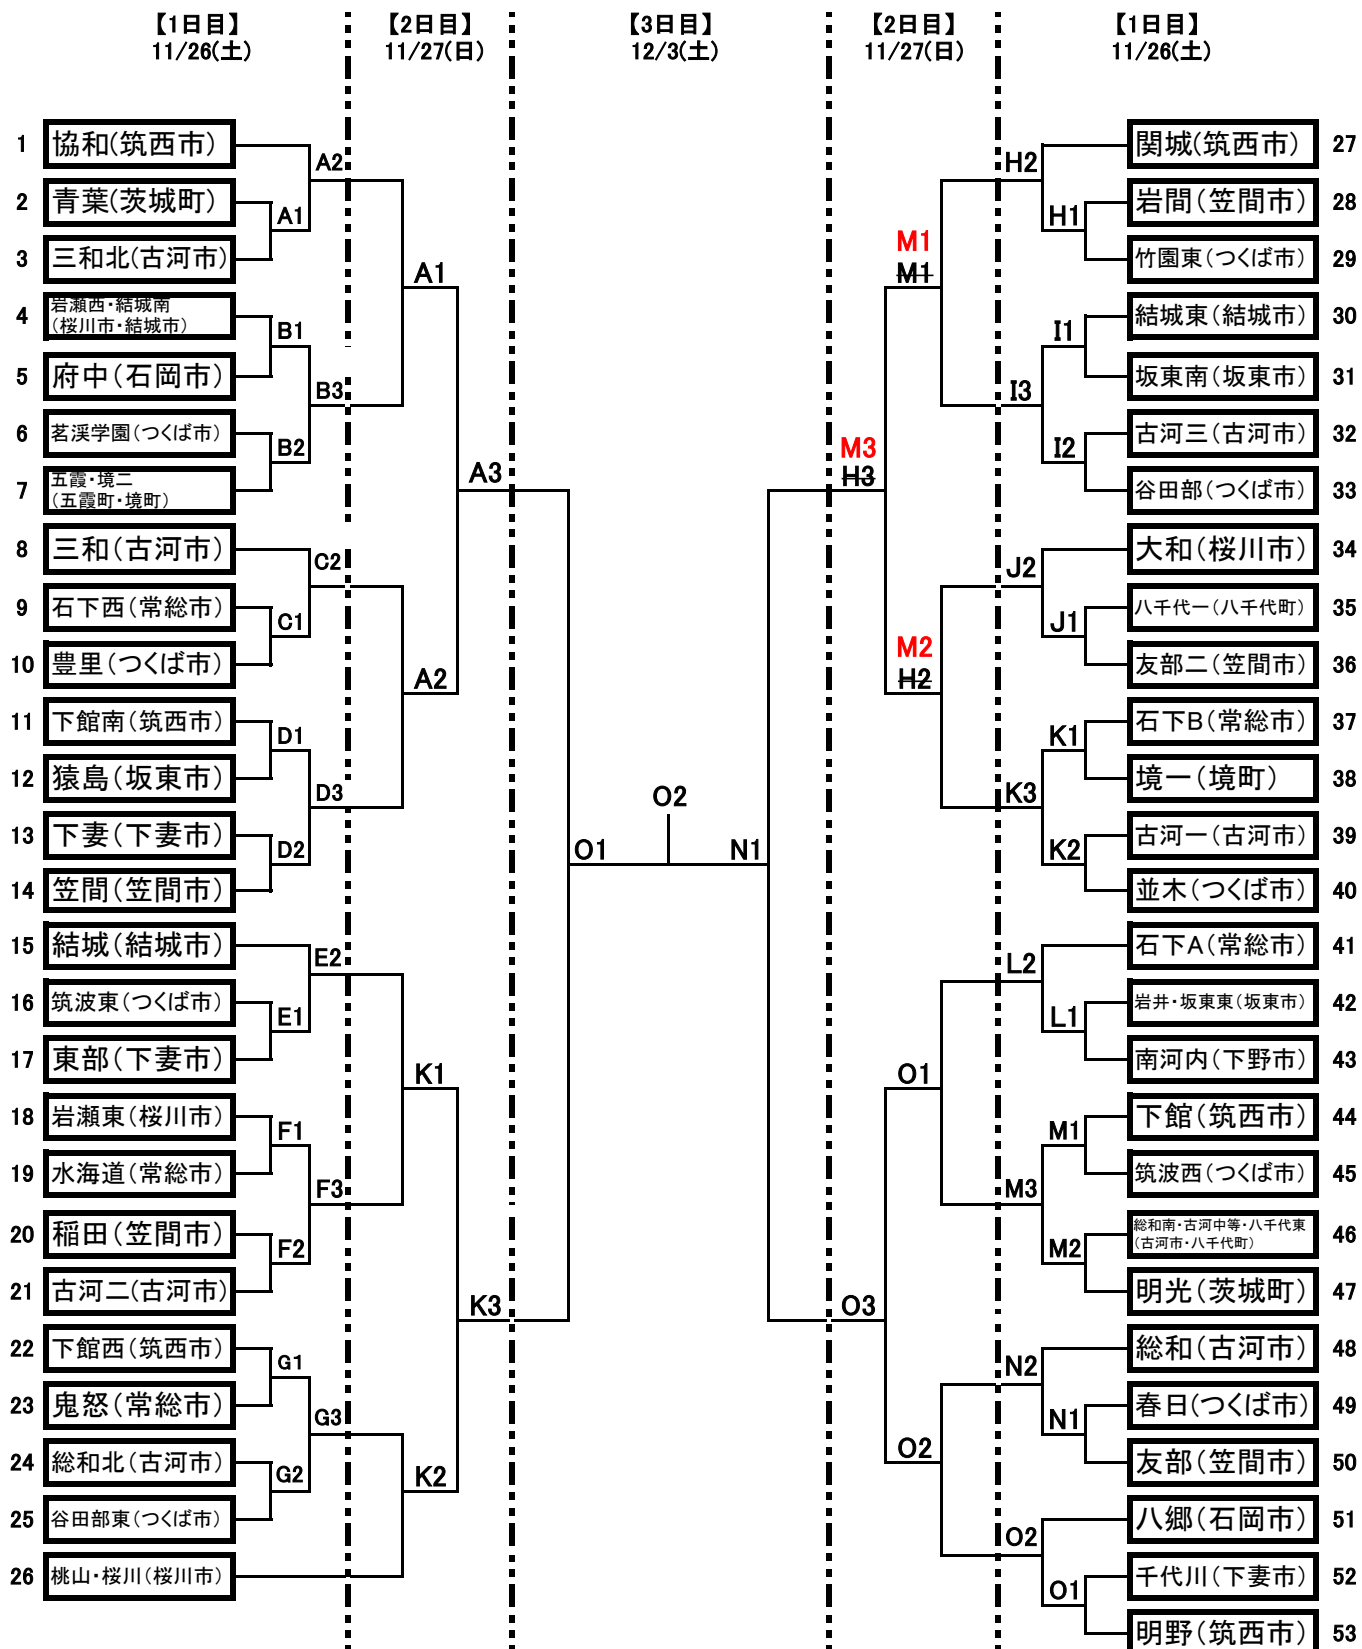 【1日目】
11/26(土)
【2日目】
11/27(日)
【3日目】
12/3(土)
【2日目】
11/27(日)
【1日目】
11/26(土)
1 協和(筑西市)
2 青葉(茨城町)
3 三和北(古河市)
4 岩瀬西・結城南
(桜川市・結城市)
5 府中(石岡市)
6 茗溪学園(つくば市)
7 五霞・境二
(五霞町・境町)
8 三和(古河市)
9 石下西(常総市)
10 豊里(つくば市)
11 下館南(筑西市)
12 猿島(坂東市)
13 下妻(下妻市)
14 笠間(笠間市)
15 結城(結城市)
16 筑波東(つくば市)
17 東部(下妻市)
18 岩瀬東(桜川市)
19 水海道(常総市)
20 稲田(笠間市)
21 古河二(古河市)
22 下館西(筑西市)
23 鬼怒(常総市)
24 総和北(古河市)
25 谷田部東(つくば市)
26 桃山・桜川(桜川市)
A2
A1
B1
B3
B2
C2
C1
D1
D3
D2
E2
E1
F1
F3
F2
G1
G3
G2
A1
A3
A2
K1
K3
K2
O1
O2
N1
M1
M1
M3
H3
M2
H2
O1
O3
O2
H2
H1
I1
I3
I2
J2
J1
K1
K3
K2
L2
L1
M1
M3
M2
N2
N1
O2
O1
関城(筑西市) 27
岩間(笠間市) 28
竹園東(つくば市) 29
結城東(結城市) 30
坂東南(坂東市) 31
古河三(古河市) 32
谷田部(つくば市) 33
大和(桜川市) 34
八千代一(八千代町) 35
友部二(笠間市) 36
石下B(常総市) 37
境一(境町) 38
古河一(古河市) 39
並木(つくば市) 40
石下A(常総市) 41
岩井・坂東東(坂東市) 42
南河内(下野市) 43
下館(筑西市) 44
筑波西(つくば市) 45
総和南・古河中等・八千代東
(古河市・八千代町) 46
明光(茨城町) 47
総和(古河市) 48
春日(つくば市) 49
友部(笠間市) 50
八郷(石岡市) 51
千代川(下妻市) 52
明野(筑西市) 53